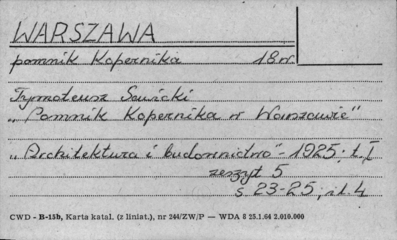 WARSZAWA
pomnik Kopernika 18 w.
Tymoteusz Sawicki
„Pomnik Kopernika w Warszawie"
„Architektura i budownictwo" - 1925, t. I
zeszyt 5
s. 23-25, il. 4
CWD - B-15b, Karta katal. (z liniat.), nr 244/ZW/P — WDA Ł 25.1.64 2.010.000